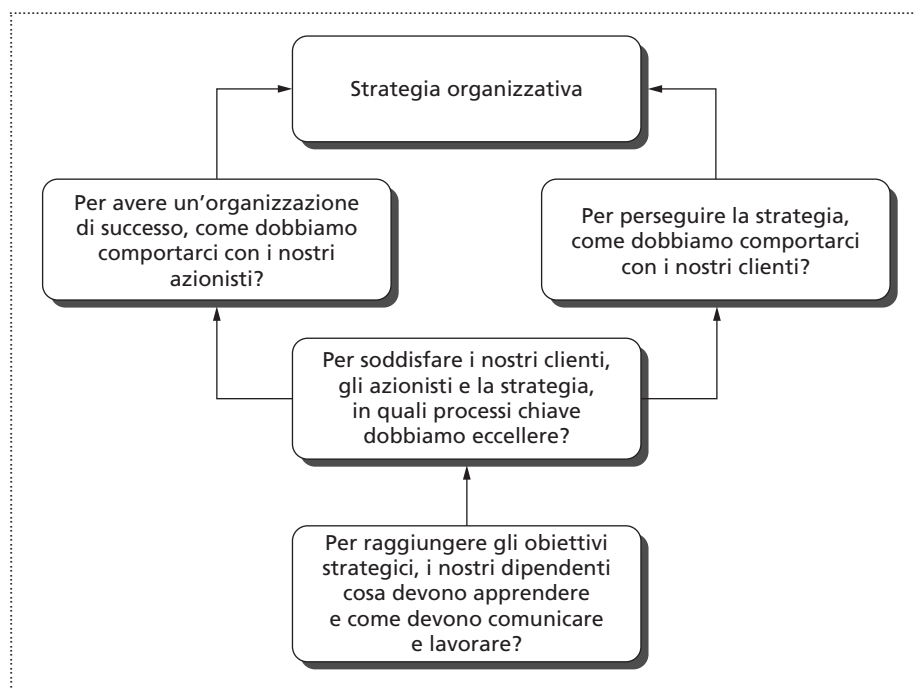 Strategia organizzativa
Per avere un'organizzazione
di successo, come dobbiamo
comportarci con i nostri
azionisti?
Per perseguire la strategia,
come dobbiamo comportarci
con i nostri clienti?
Per soddisfare i nostri clienti,
gli azionisti e la strategia,
in quali processi chiave
dobbiamo eccellere?
Per raggiungere gli obiettivi
strategici, i nostri dipendenti
cosa devono apprendere
e come devono comunicare
e lavorare?